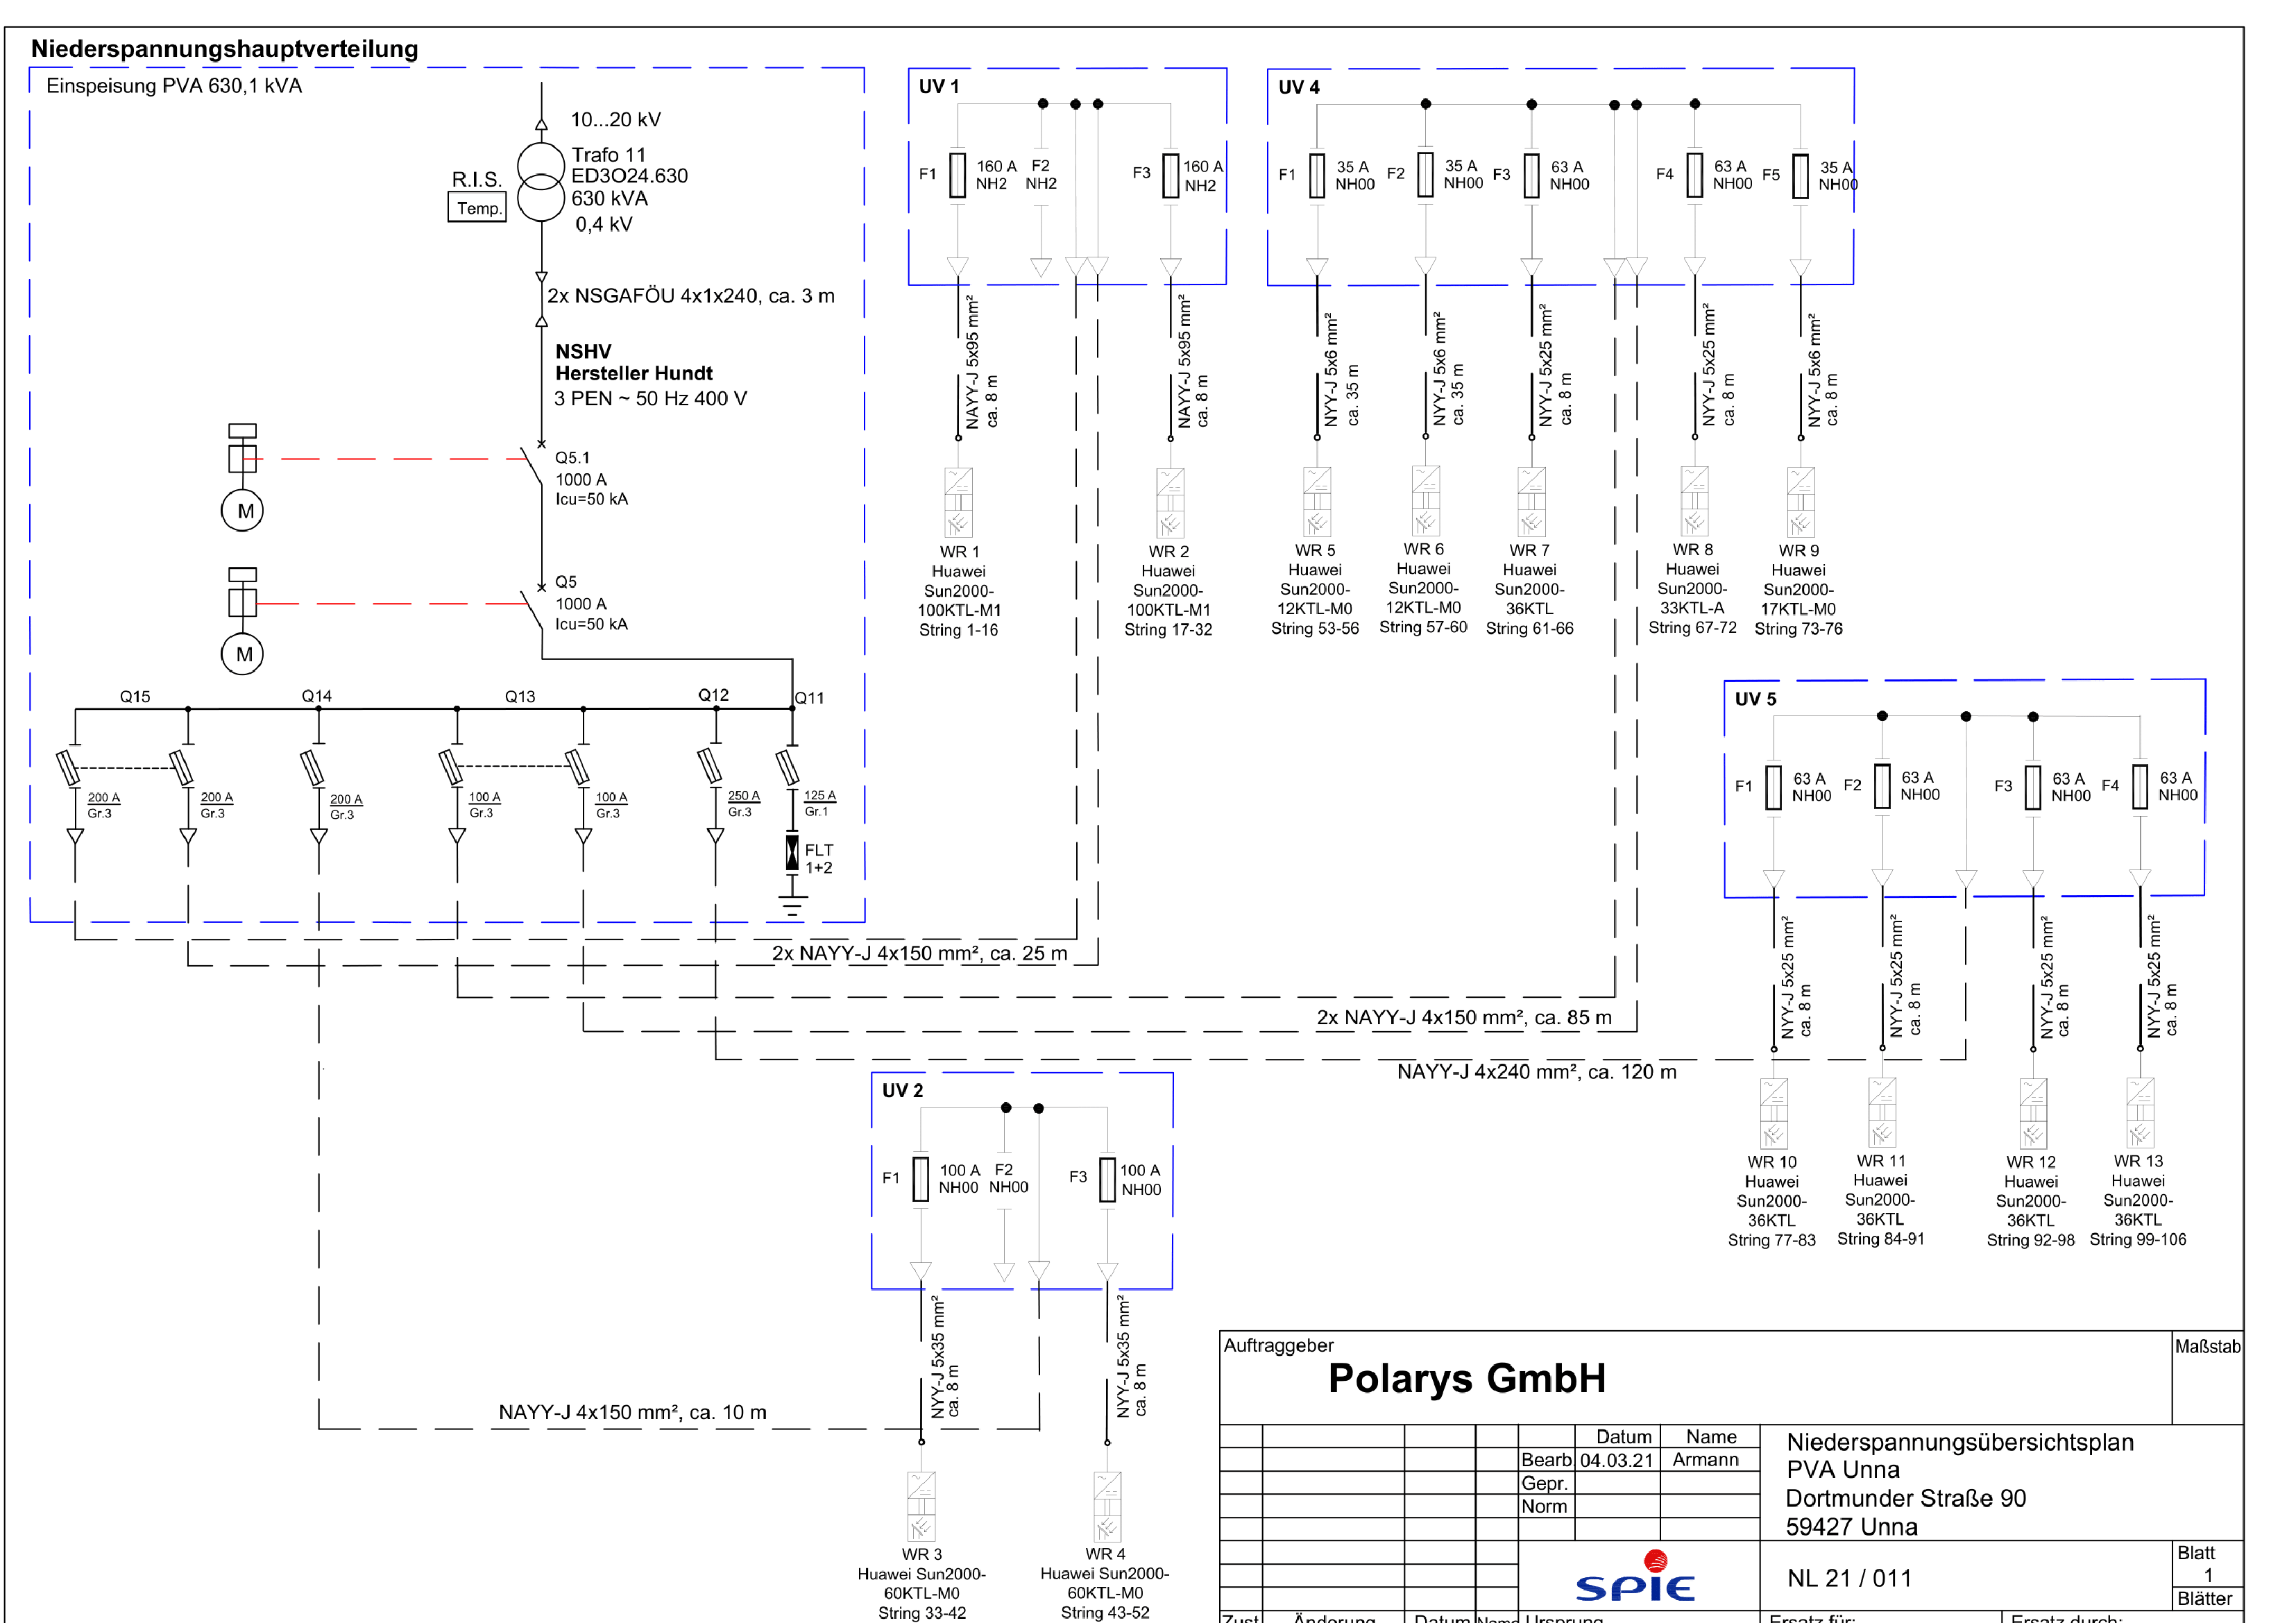 Niederspannungshauptverteilung
Einspeisung PVA 630,1 kVA
10...20 kV
Trafo 11
ED3O24.630
630 kVA
0,4 kV
R.I.S.
Temp.
2x NSGAFÖU 4x1x240, ca. 3 m
NSHV
Hersteller Hundt
3 PEN ~ 50 Hz 400 V
Q5.1
1000 A
Icu=50 kA
M
Q5
1000 A
Icu=50 kA
M
Q15
Q14
Q13
Q12
Q11
200 A
Gr.3
200 A
Gr.3
200 A
Gr.3
100 A
Gr.3
100 A
Gr.3
250 A
Gr.3
125 A
Gr.1
FLT
1+2
UV 1
F1
160 A
NH2
F2
NH2
F3
160 A
NH2
NAYY-J 5x95 mm²
ca. 8 m
NAYY-J 5x95 mm²
ca. 8 m
WR 1
Huawei
Sun2000-
100KTL-M1
String 1-16
WR 2
Huawei
Sun2000-
100KTL-M1
String 17-32
UV 4
F1
35 A
NH00
F2
35 A
NH00
F3
63 A
NH00
F4
63 A
NH00
F5
35 A
NH00
NYY-J 5x6 mm²
ca. 35 m
NYY-J 5x6 mm²
ca. 35 m
NYY-J 5x25 mm²
ca. 8 m
NYY-J 5x25 mm²
ca. 8 m
NYY-J 5x6 mm²
ca. 8 m
WR 5
Huawei
Sun2000-
12KTL-M0
String 53-56
WR 6
Huawei
Sun2000-
12KTL-M0
String 57-60
WR 7
Huawei
Sun2000-
36KTL
String 61-66
WR 8
Huawei
Sun2000-
33KTL-A
String 67-72
WR 9
Huawei
Sun2000-
17KTL-M0
String 73-76
UV 5
F1
63 A
NH00
F2
63 A
NH00
F3
63 A
NH00
F4
63 A
NH00
NYY-J 5x25 mm²
ca. 8 m
NYY-J 5x25 mm²
ca. 8 m
NYY-J 5x25 mm²
ca. 8 m
NYY-J 5x25 mm²
ca. 8 m
WR 10
Huawei
Sun2000-
36KTL
String 77-83
WR 11
Huawei
Sun2000-
36KTL
String 84-91
WR 12
Huawei
Sun2000-
36KTL
String 92-98
WR 13
Huawei
Sun2000-
36KTL
String 99-106
2x NAYY-J 4x150 mm², ca. 25 m
2x NAYY-J 4x150 mm², ca. 85 m
NAYY-J 4x240 mm², ca. 120 m
UV 2
F1
100 A
NH00
F2
NH00
F3
100 A
NH00
NYY-J 5x35 mm²
ca. 8 m
NYY-J 5x35 mm²
ca. 8 m
NAYY-J 4x150 mm², ca. 10 m
WR 3
Huawei Sun2000-
60KTL-M0
String 33-42
WR 4
Huawei Sun2000-
60KTL-M0
String 43-52
Auftraggeber
Polarys GmbH
Maßstab
Datum Name
Bearb. 04.03.21 Armann
Gepr.
Norm
Niederspannungsübersichtsplan
PVA Unna
Dortmunder Straße 90
59427 Unna
SPIE
NL 21 / 011
Blatt
1
Blätter
Zust. Änderung Datum Name Ursprung Ersatz für: Ersatz durch: